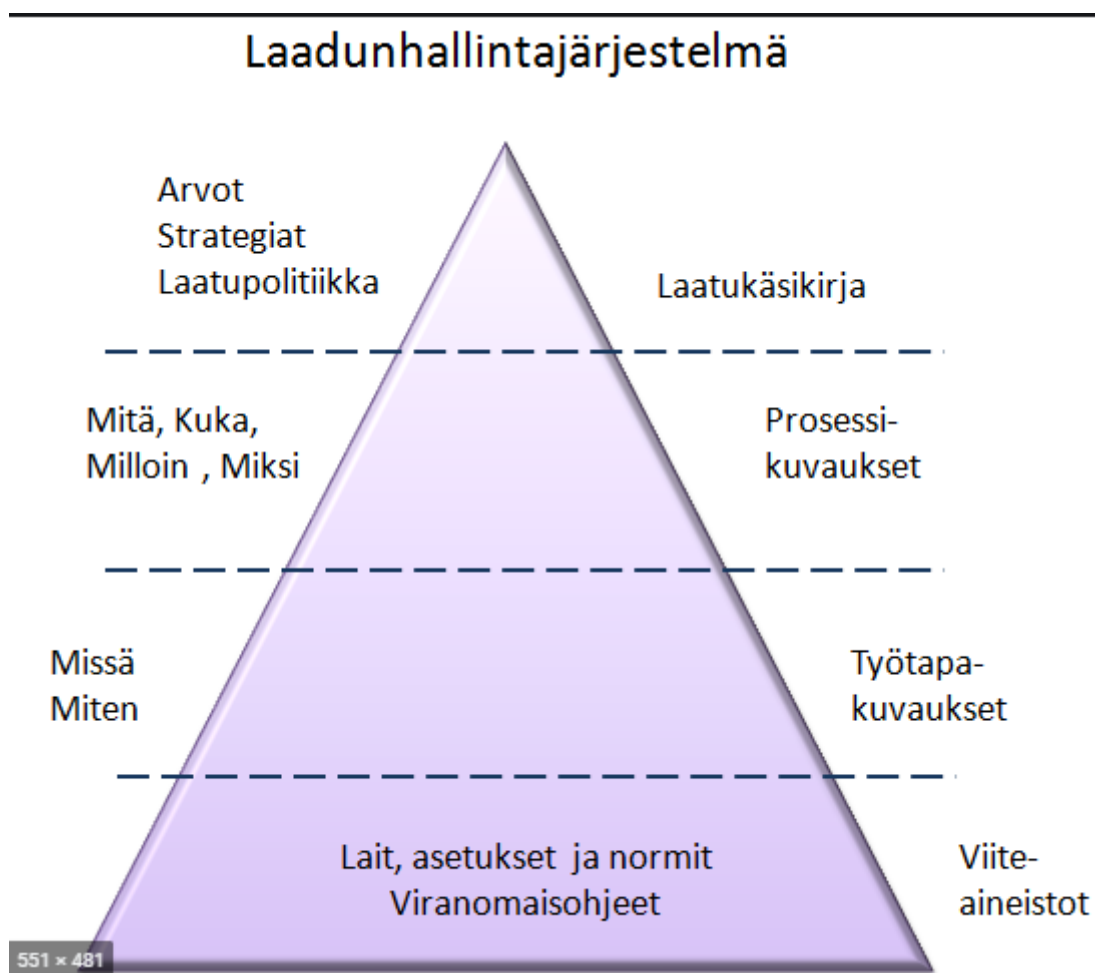 Laadunhallintajärjestelmä
Arvot
Strategiat
Laatupolitiikka
Laatukäsikirja
Mitä, Kuka,
Milloin , Miksi
Prosessi-
kuvaukset
Missä
Miten
Työtapa-
kuvaukset
Lait, asetukset ja normit
Viranomaisohjeet
Viite-
aineistot
551 × 481